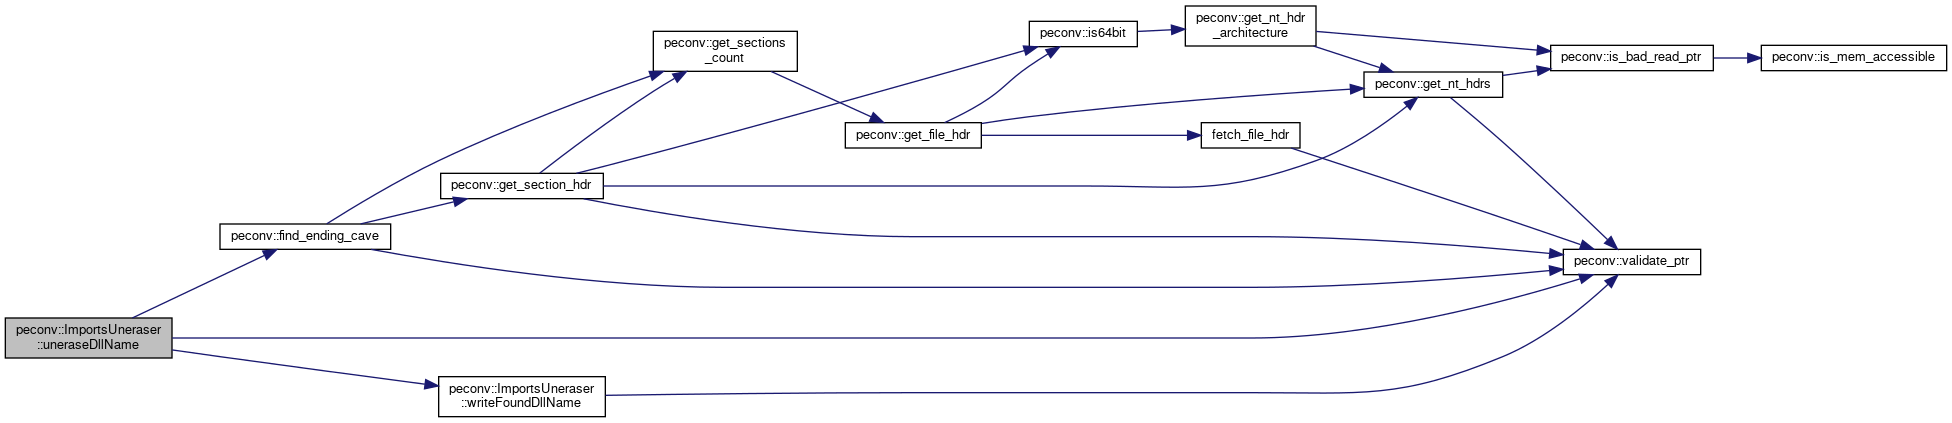 peconv::ImportsUneraser
::uneraseDllName
peconv::find_ending_cave
peconv::ImportsUneraser
::writeFoundDllName
peconv::get_section_hdr
peconv::get_sections
_count
peconv::get_file_hdr
peconv::is64bit
fetch_file_hdr
peconv::get_nt_hdr
_architecture
peconv::get_nt_hdrs
peconv::is_bad_read_ptr
peconv::validate_ptr
peconv::is_mem_accessible